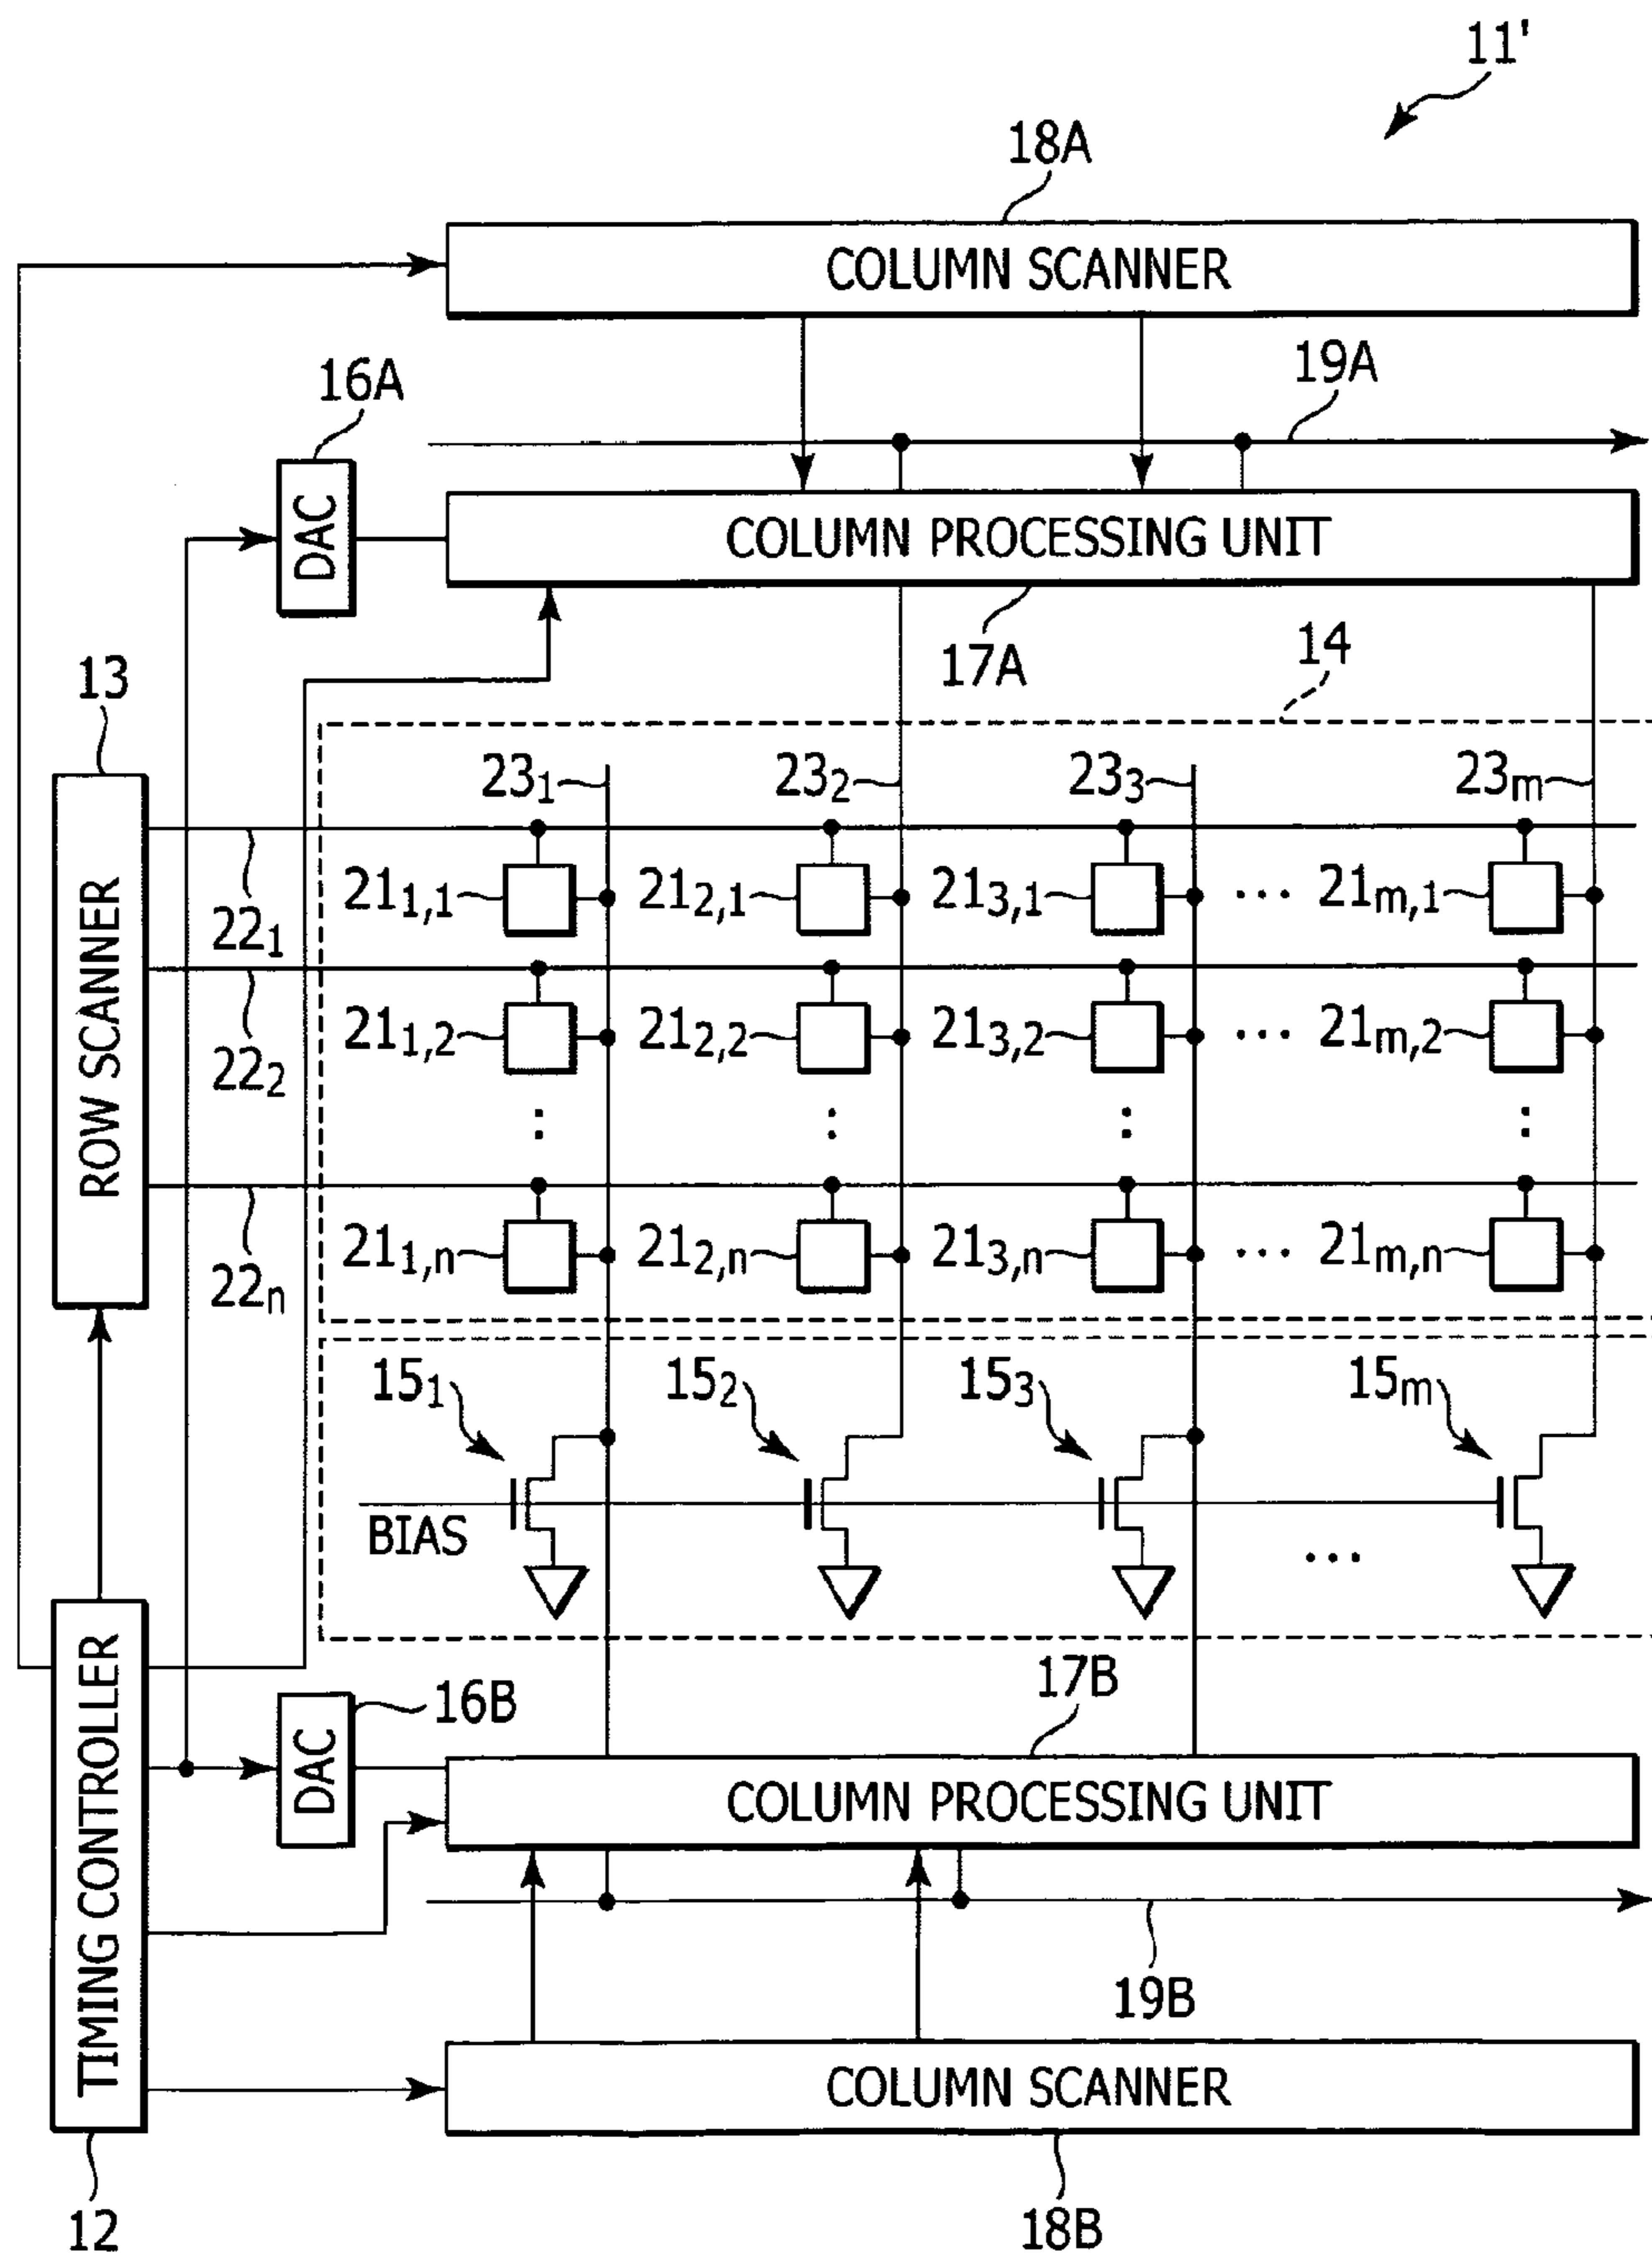 11'
18A
COLUMN SCANNER
19A
16A
DAC
COLUMN PROCESSING UNIT
17A
14
13
ROW SCANNER
23₁ 23₂ 23₃ 23ₘ
21₁,₁ 21₂,₁ 21₃,₁ ... 21ₘ,₁
22₁
21₁,₂ 21₂,₂ 21₃,₂ ... 21ₘ,₂
22₂
21₁,ₙ 21₂,ₙ 21₃,ₙ ... 21ₘ,ₙ
22ₙ
15₁ 15₂ 15₃ 15ₘ
BIAS ...
TIMING CONTROLLER
17B
16B
DAC
COLUMN PROCESSING UNIT
19B
COLUMN SCANNER
12
18B